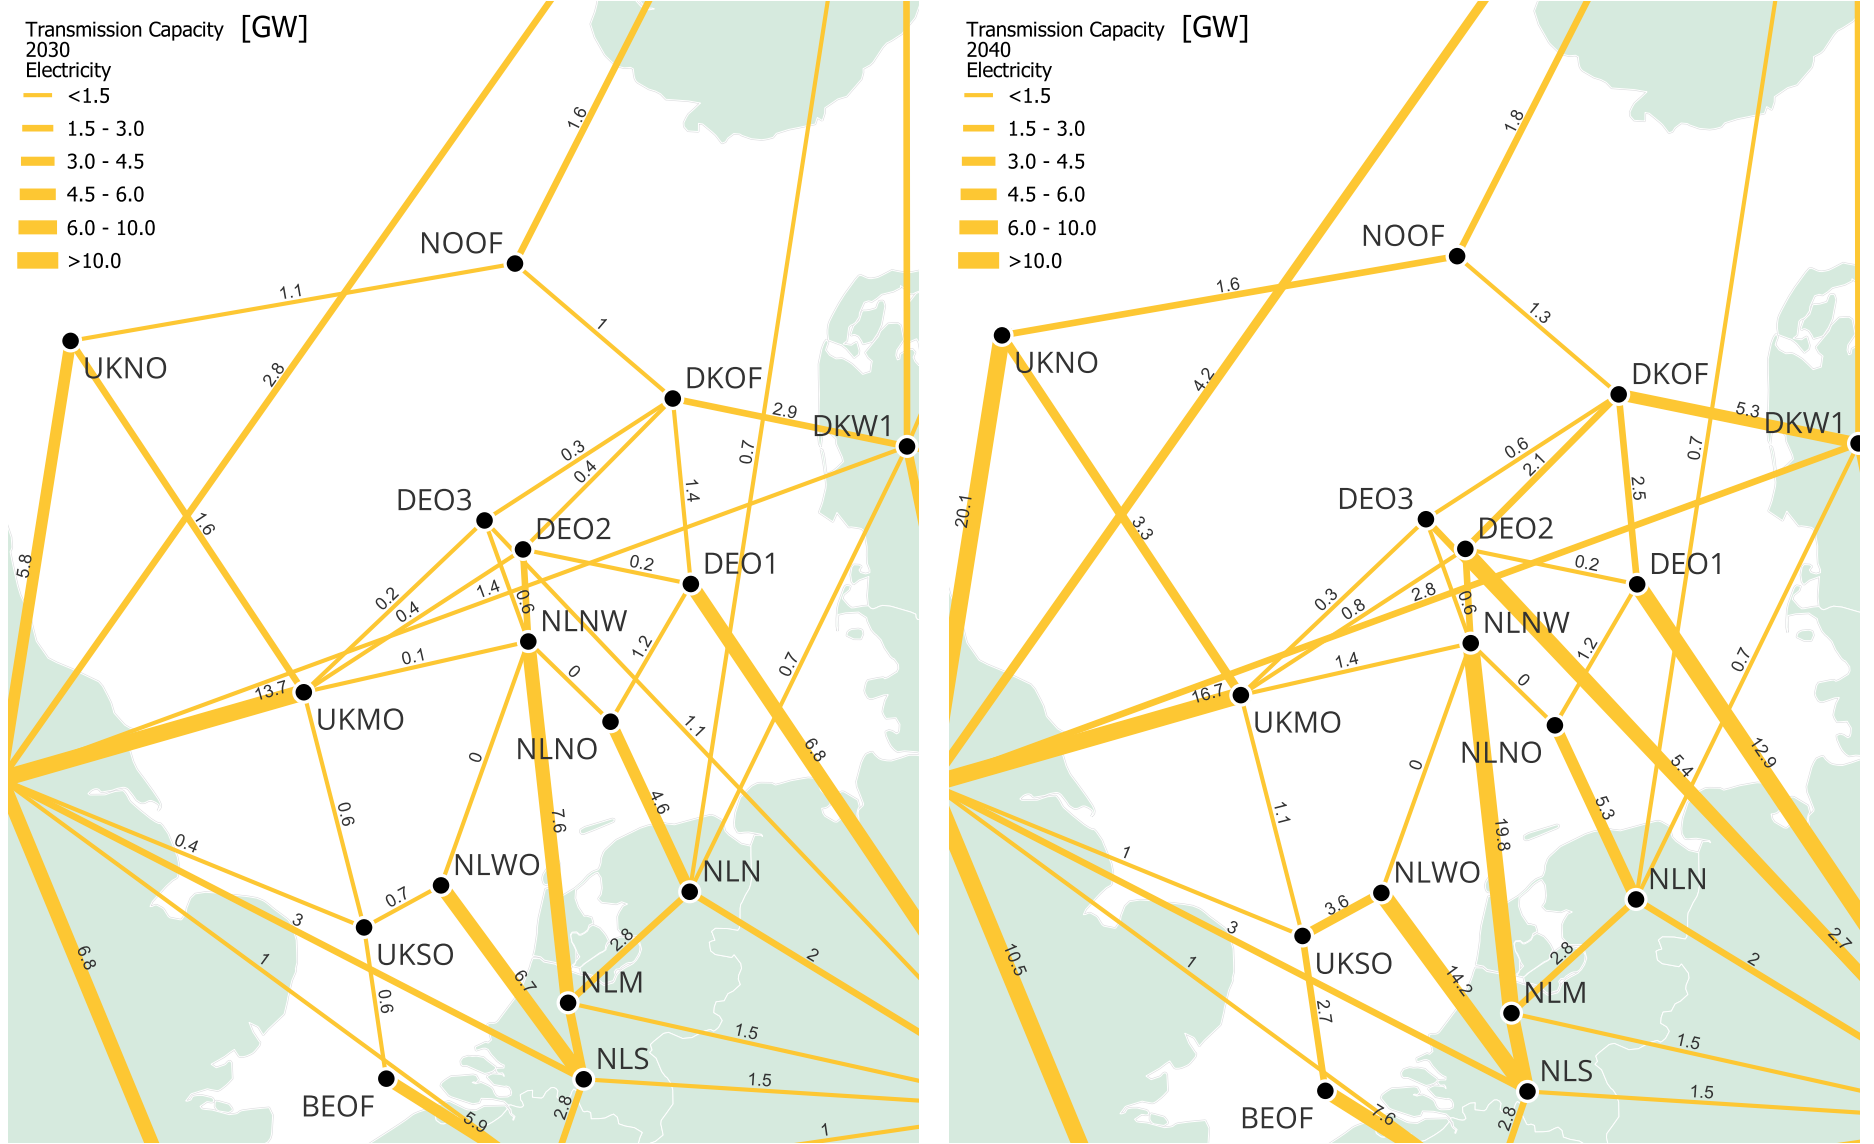 Transmission Capacity [GW]
2030
Electricity
<1.5
1.5 - 3.0
3.0 - 4.5
4.5 - 6.0
6.0 - 10.0
>10.0
1.6
NOOF
1.1
1
UKNO
2.8
DKOF
2.9
DKW1
0.3
0.4
0.7
DEO3
1.4
1.6
DEO2
5.8
0.2
DEO1
0.2
0.4
1.4
0.6
NLNW
1.2
0.1
0
0.7
13.7
UKMO
1.1
NLNO
6.8
0
0.6
7.6
4.6
0.4
NLWO
NLN
0.7
3
UKSO
2.8
2
6.8
1
6.7
NLM
0.6
1.5
NLS
1.5
BEOF
5.9
2.8
1
Transmission Capacity [GW]
2040
Electricity
<1.5
1.5 - 3.0
3.0 - 4.5
4.5 - 6.0
6.0 - 10.0
>10.0
1.8
NOOF
1.6
1.3
UKNO
4.2
DKOF
5.3
DKW1
0.6
2.1
0.7
DEO3
2.5
20.1
3.3
DEO2
0.2
DEO1
0.3
0.8
2.8
0.6
NLNW
1.2
1.4
0
0.7
16.7
UKMO
NLNO
5.4
12.9
0
1.1
19.8
5.3
1
NLWO
NLN
3.6
3
UKSO
2.8
2
2.7
10.5
1
14.2
NLM
2.7
1.5
NLS
1.5
BEOF
7.6
2.8